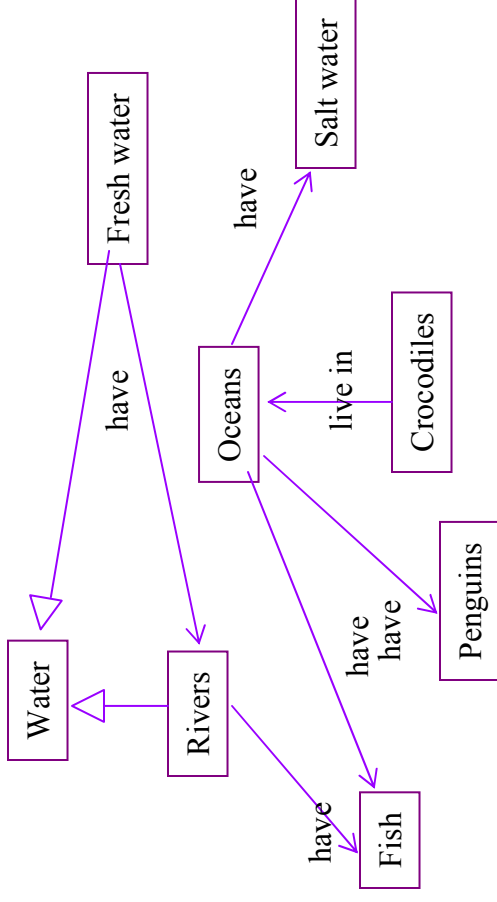 Water
have
Fresh water
Rivers
Oceans
have
Salt water
have
live in
have
have
Fish
Crocodiles
Penguins